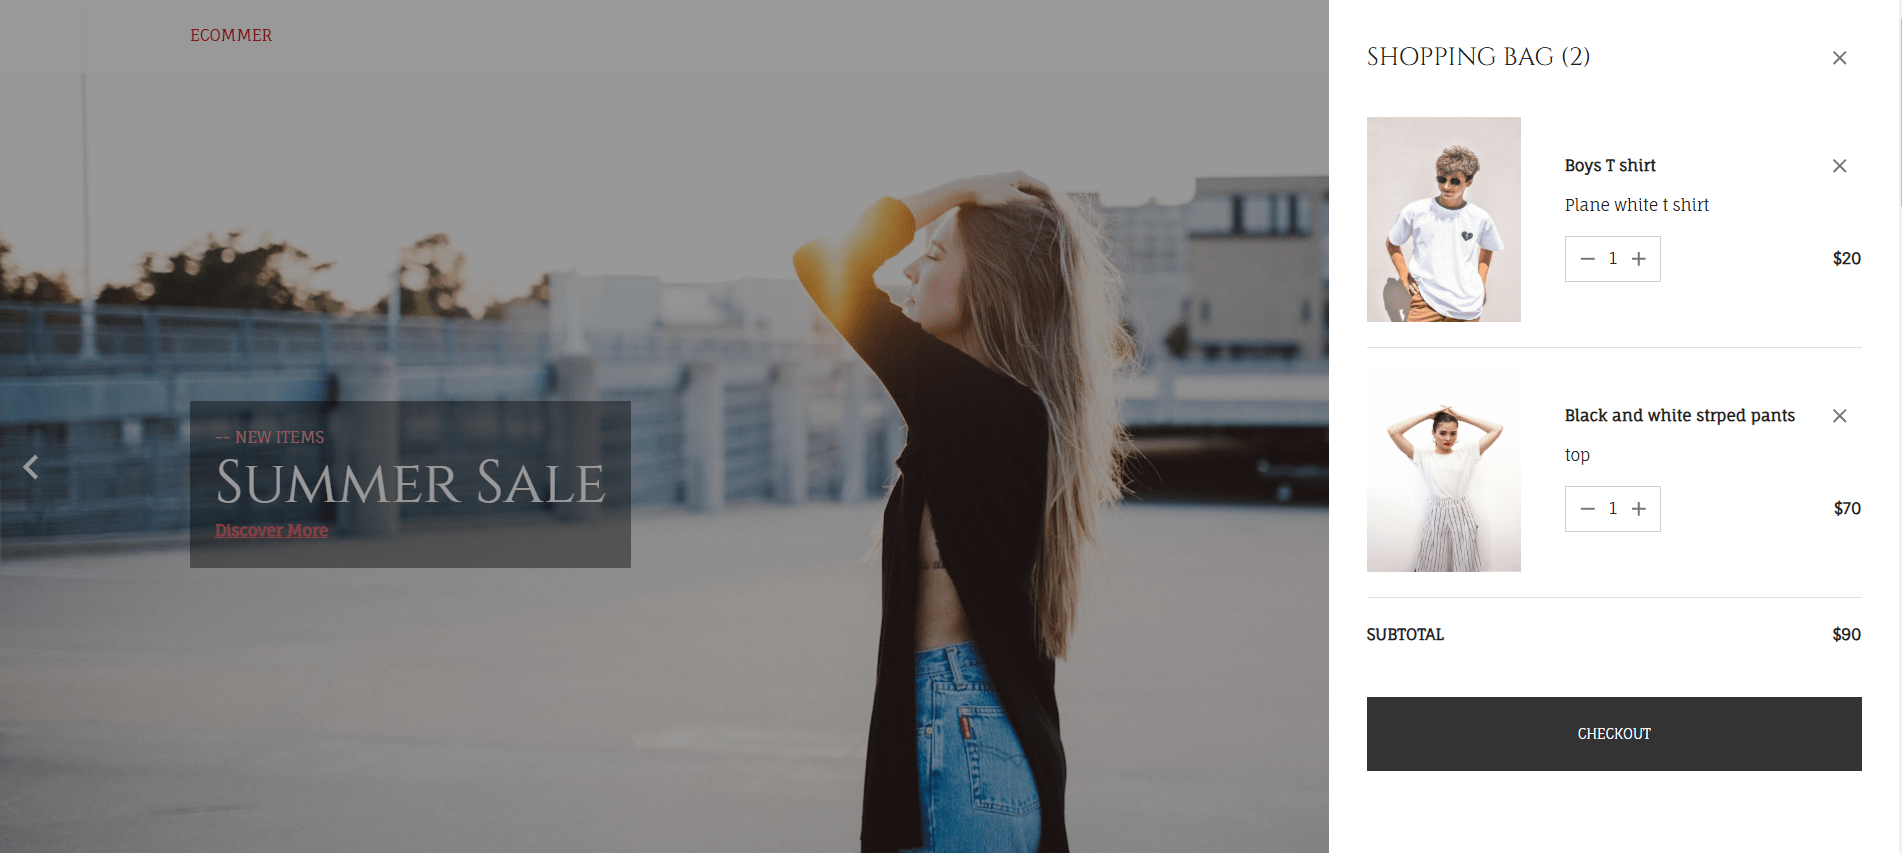 ECOMMER
-- NEW ITEMS
SUMMER SALE
Discover More
SHOPPING BAG (2)
Boys T shirt
Plane white t shirt
1
$20
Black and white strped pants
top
1
$70
SUBTOTAL
$90
CHECKOUT